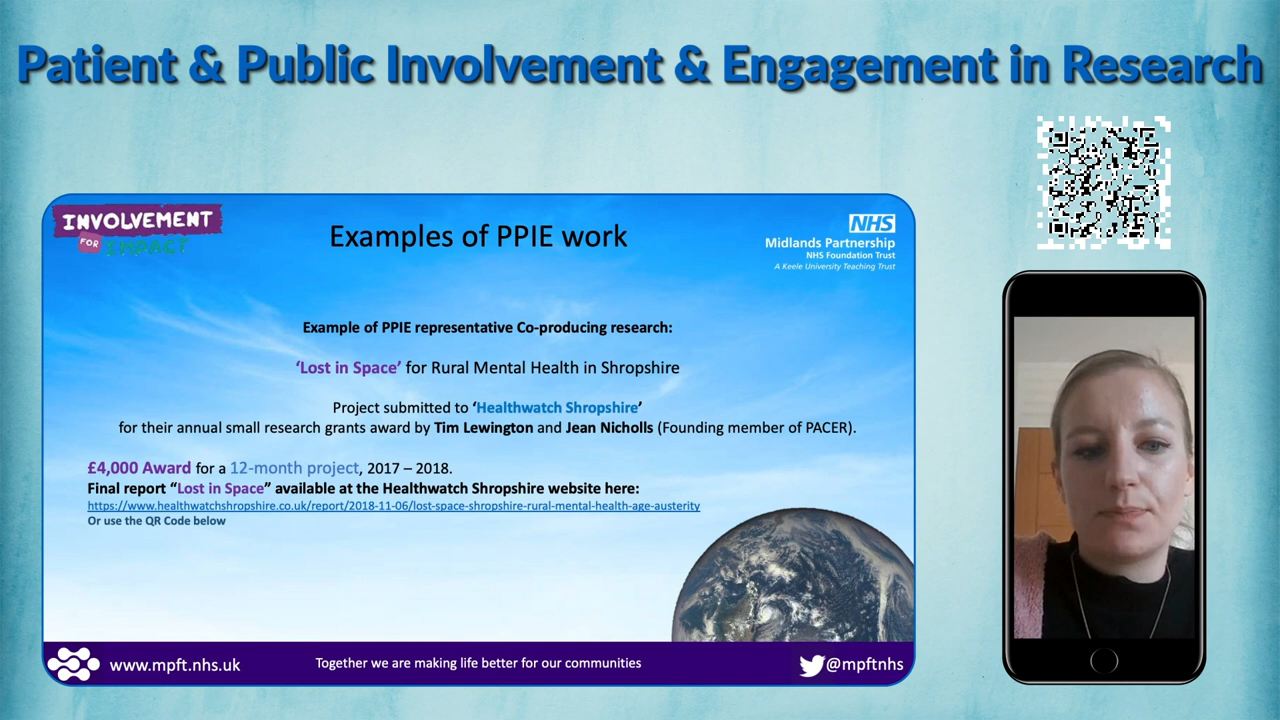 Patient & Public Involvement & Engagement in Research
INVOLVEMENT
FOR IMPACT
Examples of PPIE work
NHS
Midlands Partnership
NHS Foundation Trust
A Keele University Teaching Trust
Example of PPIE representative Co-producing research:
‘Lost in Space’ for Rural Mental Health in Shropshire
Project submitted to ‘Healthwatch Shropshire’
for their annual small research grants award by Tim Lewington and Jean Nicholls (Founding member of PACER).
£4,000 Award for a 12-month project, 2017 – 2018.
Final report “Lost in Space” available at the Healthwatch Shropshire website here:
https://www.healthwatchshropshire.co.uk/report/2018-11-06/lost-space-shropshire-rural-mental-health-age-austerity
Or use the QR Code below
www.mpft.nhs.uk
Together we are making life better for our communities
@mpftnhs